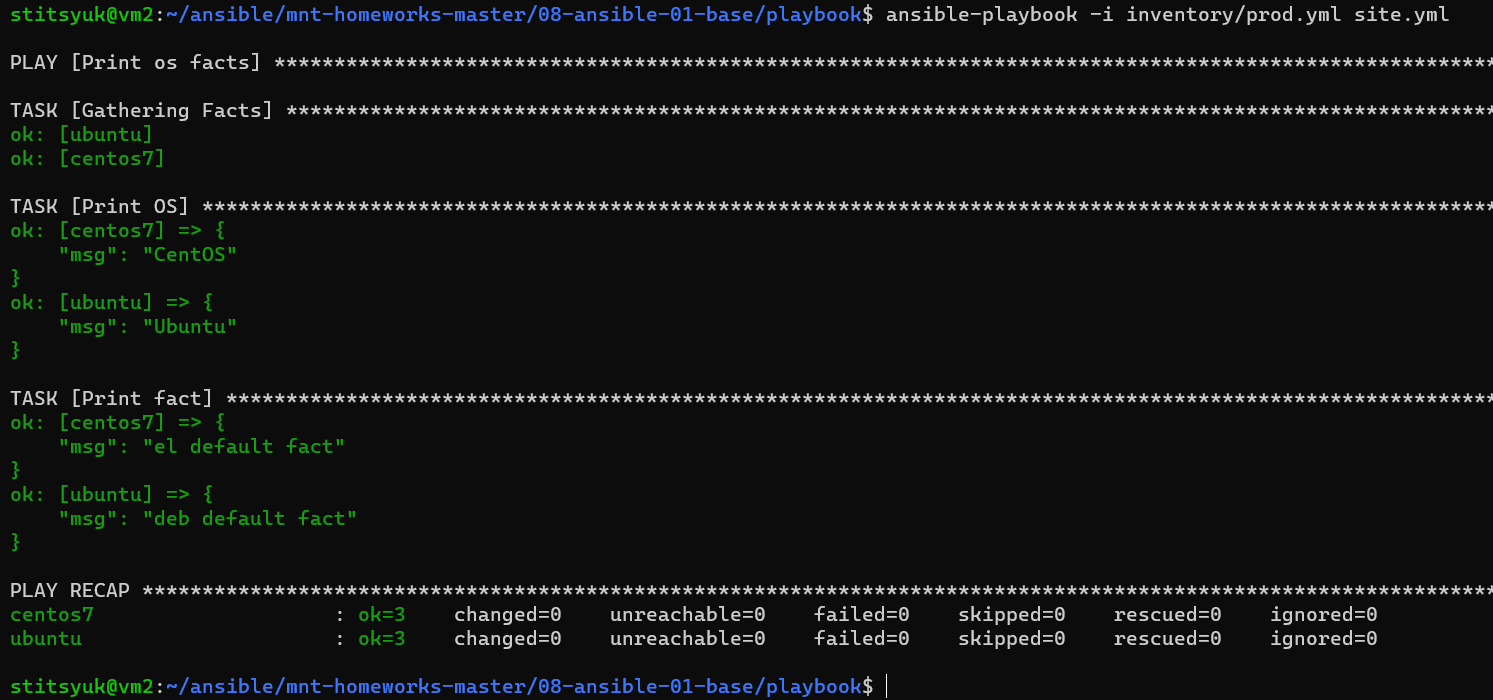 stitsyuk@vm2:~/ansible/mnt-homeworks-master/08-ansible-01-base/playbook$ ansible-playbook -i inventory/prod.yml site.yml
PLAY [Print os facts] ******************************************************************************************************
TASK [Gathering Facts] *****************************************************************************************************
ok: [ubuntu]
ok: [centos7]
TASK [Print OS] ************************************************************************************************************
ok: [centos7] => {
    "msg": "CentOS"
}
ok: [ubuntu] => {
    "msg": "Ubuntu"
}
TASK [Print fact] **********************************************************************************************************
ok: [centos7] => {
    "msg": "el default fact"
}
ok: [ubuntu] => {
    "msg": "deb default fact"
}
PLAY RECAP *****************************************************************************************************************
centos7                    : ok=3    changed=0    unreachable=0    failed=0    skipped=0    rescued=0    ignored=0
ubuntu                     : ok=3    changed=0    unreachable=0    failed=0    skipped=0    rescued=0    ignored=0
stitsyuk@vm2:~/ansible/mnt-homeworks-master/08-ansible-01-base/playbook$